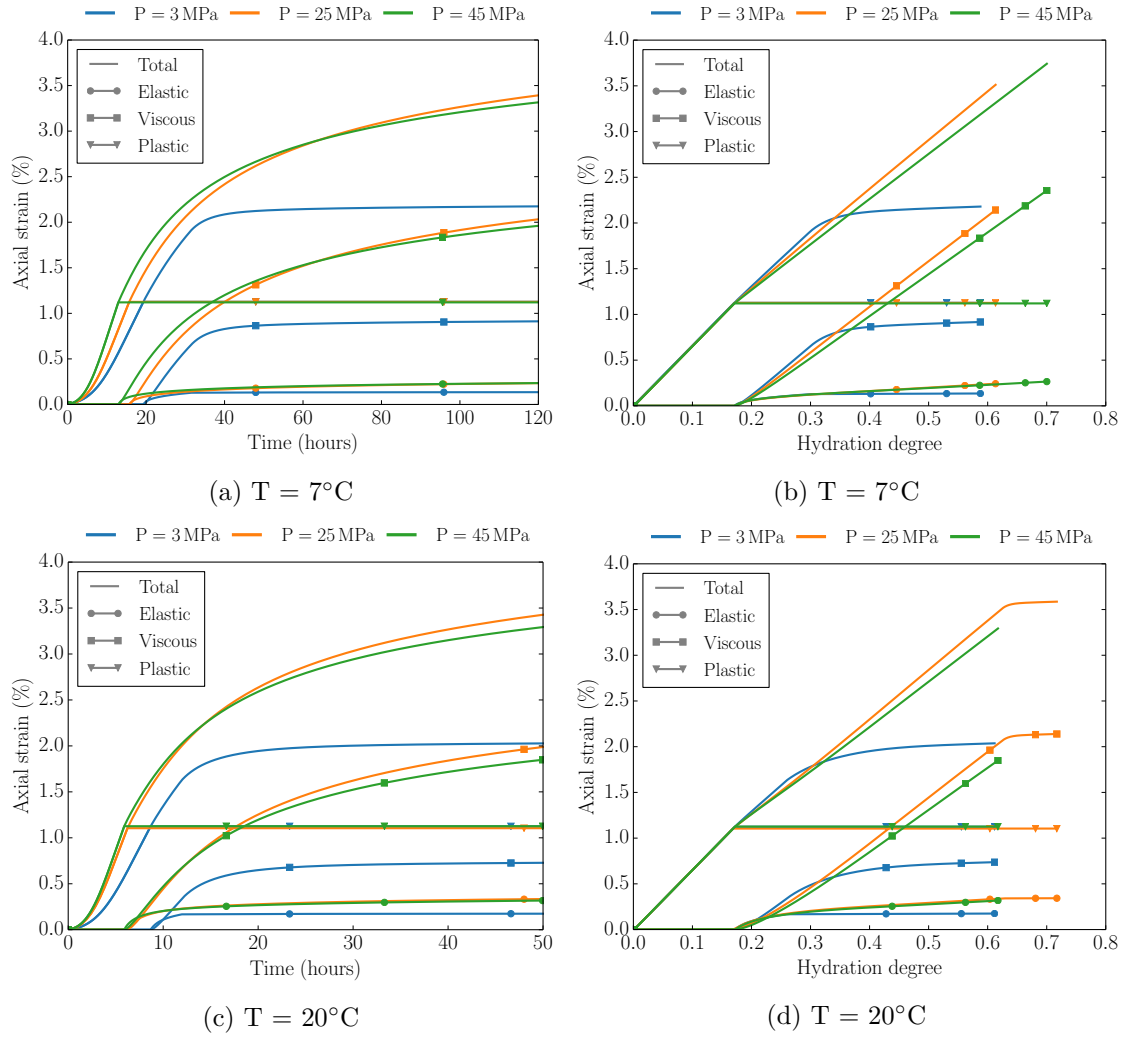 P = 3 MPa P = 25 MPa P = 45 MPa
4.0
3.5
3.0
2.5
2.0
1.5
1.0
0.5
0.0
Axial strain (%)
Total
Elastic
Viscous
Plastic
0 20 40 60 80 100 120
Time (hours)
(a) T = 7°C
P = 3 MPa P = 25 MPa P = 45 MPa
4.0
3.5
3.0
2.5
2.0
1.5
1.0
0.5
0.0
Axial strain (%)
Total
Elastic
Viscous
Plastic
0.0 0.1 0.2 0.3 0.4 0.5 0.6 0.7 0.8
Hydration degree
(b) T = 7°C
P = 3 MPa P = 25 MPa P = 45 MPa
4.0
3.5
3.0
2.5
2.0
1.5
1.0
0.5
0.0
Axial strain (%)
Total
Elastic
Viscous
Plastic
0 10 20 30 40 50
Time (hours)
(c) T = 20°C
P = 3 MPa P = 25 MPa P = 45 MPa
4.0
3.5
3.0
2.5
2.0
1.5
1.0
0.5
0.0
Axial strain (%)
Total
Elastic
Viscous
Plastic
0.0 0.1 0.2 0.3 0.4 0.5 0.6 0.7 0.8
Hydration degree
(d) T = 20°C